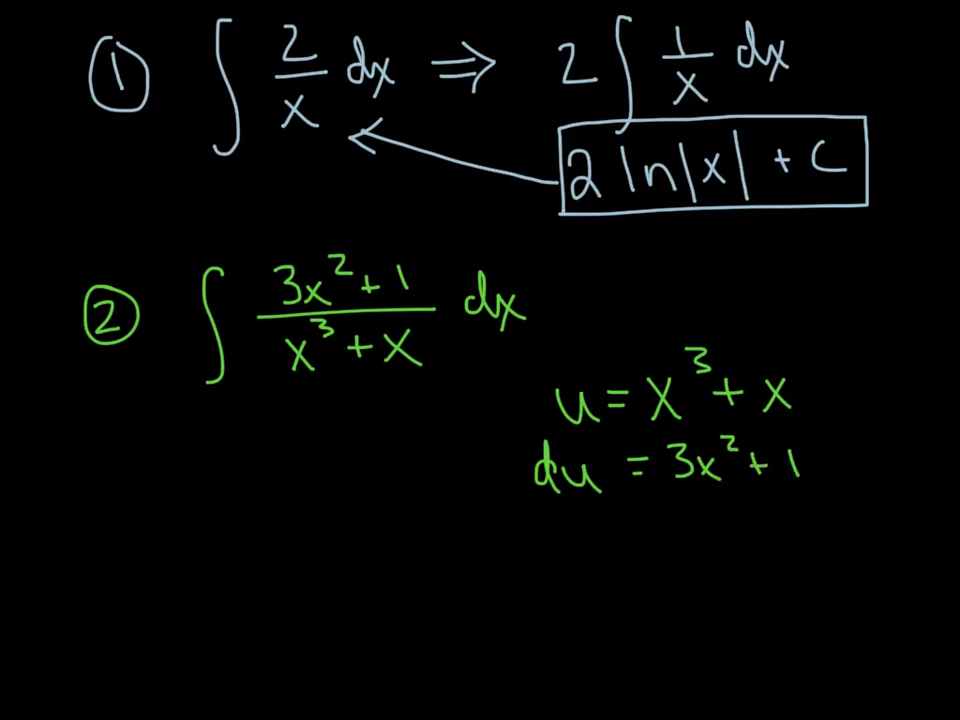 ① ∫ 2/x dx ⇒ 2 ∫ 1/x dx
2 ln|x| + C
② ∫ (3x² + 1)/(x³ + x) dx
u = x³ + x
du = 3x² + 1